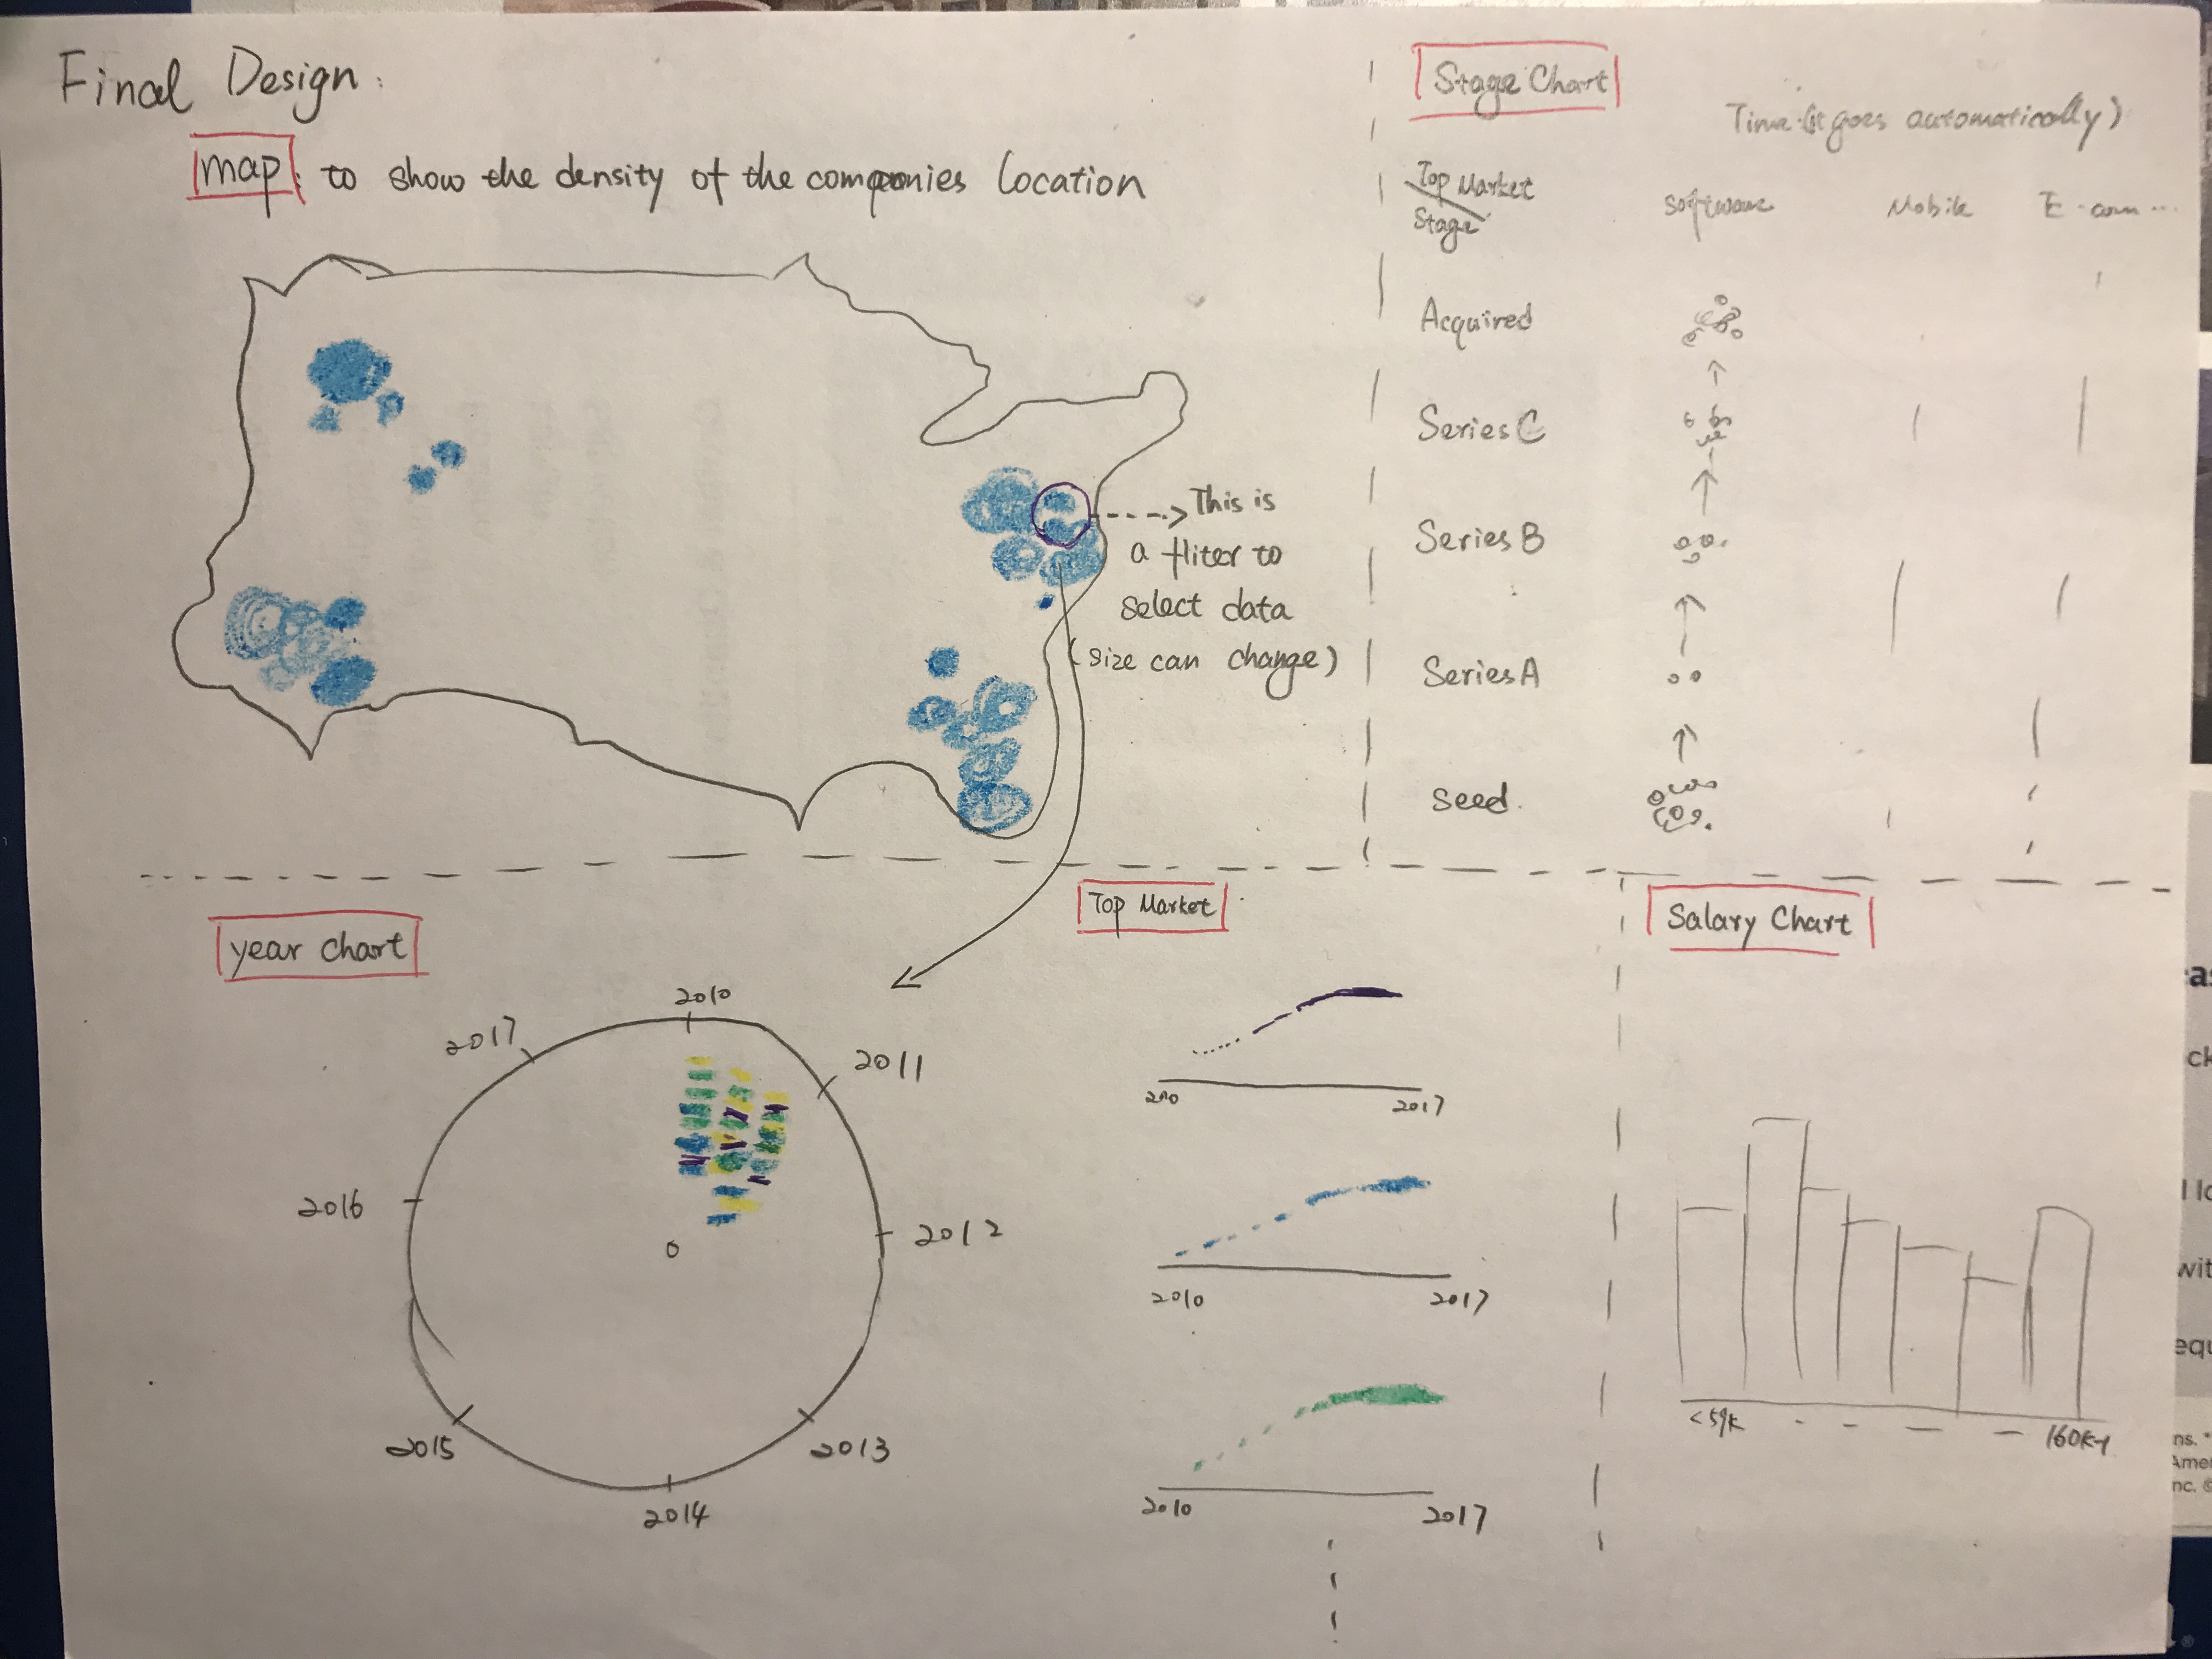 Final Design:
map: to show the density of the companies location
This is
a fliter to
select data
(size can change)
Stage Chart
Time (it goes automatically)
Top Market
Stage
software
Mobile
E-com...
Acquired
Series C
Series B
Series A
seed.
year chart
2010
2011
2012
2013
2014
2015
2016
2017
Top Market
2010
2017
2010
2017
2010
2017
Salary Chart
160K+